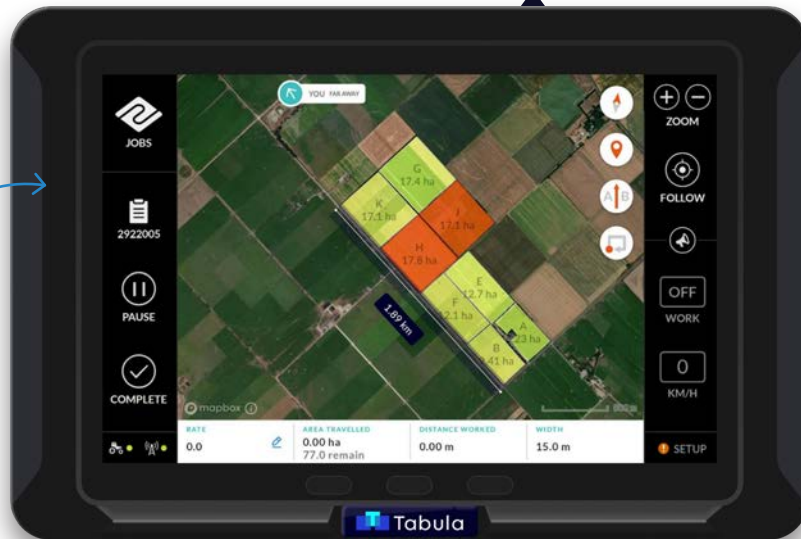 JOBS
2922005
PAUSE
COMPLETE
YOU FAR AWAY
G
17.4 ha
K
17.1 ha
J
17.1 ha
H
17.8 ha
E
12.7 ha
F
12.1 ha
A
23 ha
B
9.41 ha
1.89 km
A B
mapbox
ZOOM
FOLLOW
OFF
WORK
0
KM/H
SETUP
RATE
0.0
AREA TRAVELLED
0.00 ha
77.0 remain
DISTANCE WORKED
0.00 m
WIDTH
15.0 m
Tabula